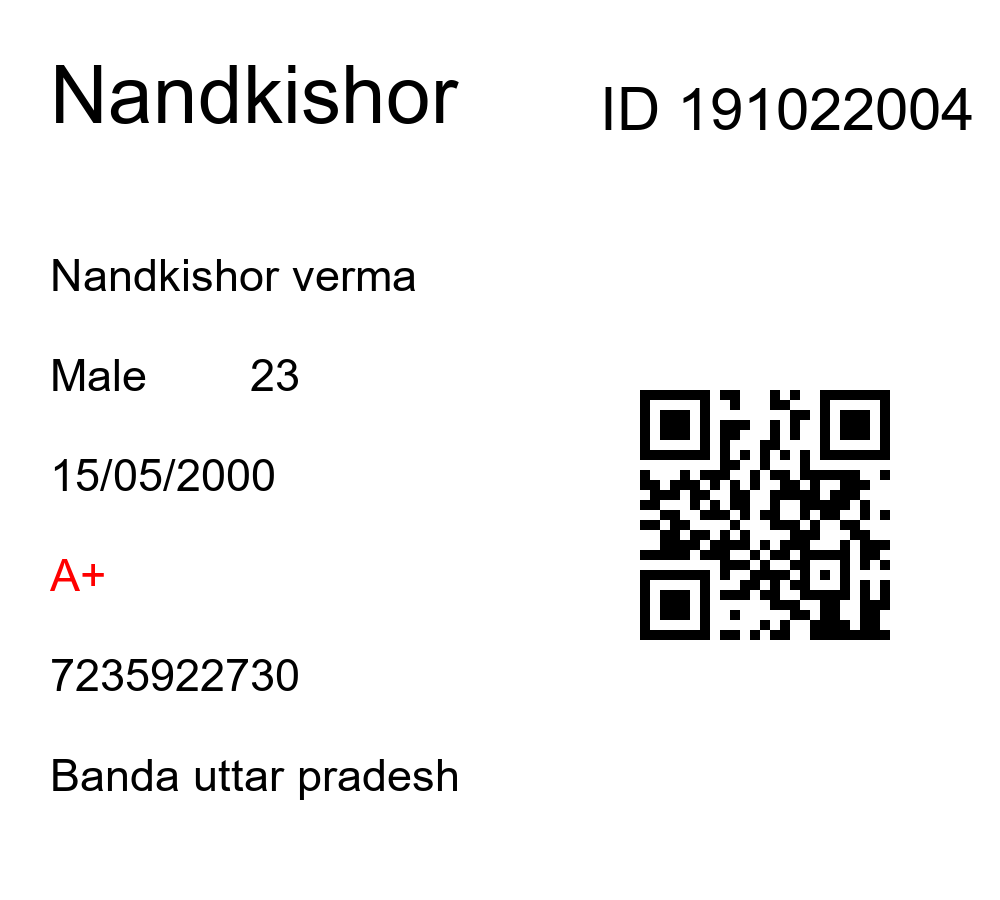 Nandkishor ID 191022004
Nandkishor verma
Male 23
15/05/2000
A+
7235922730
Banda uttar pradesh